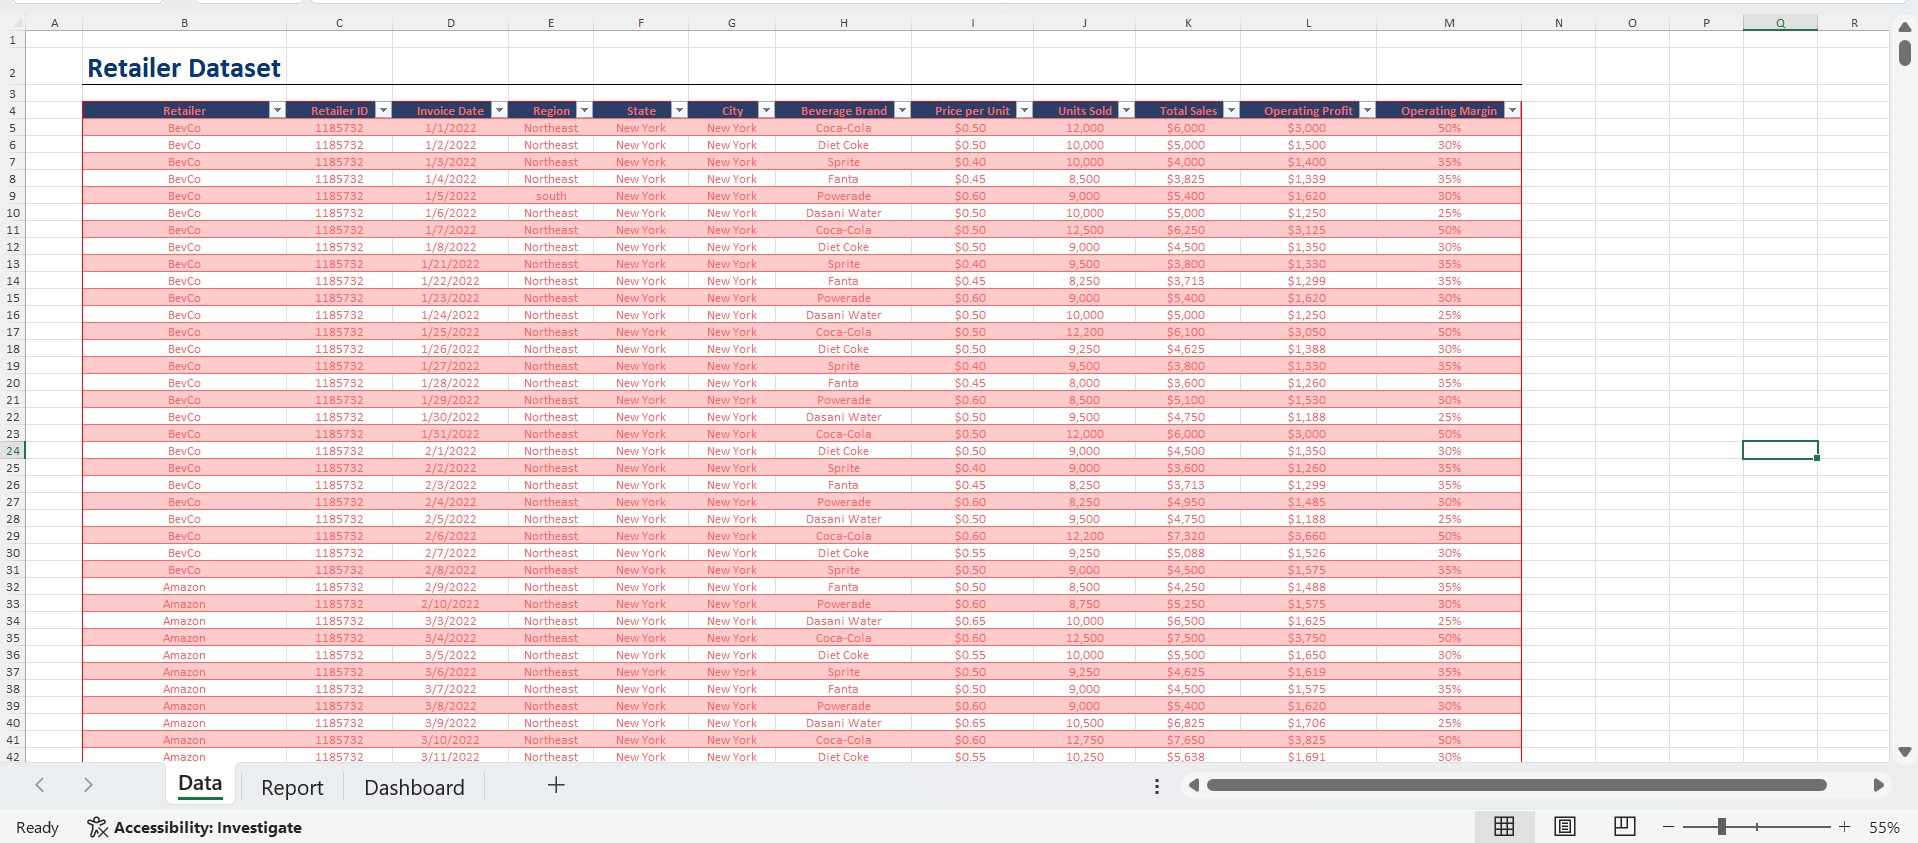 A B C D E F G H I J K L M N O P Q R
1
2 Retailer Dataset
3
4 Retailer Retailer ID Invoice Date Region State City Beverage Brand Price per Unit Units Sold Total Sales Operating Profit Operating Margin
5 BevCo 1185732 1/1/2022 Northeast New York New York Coca-Cola $0.50 12,000 $6,000 $3,000 50%
6 BevCo 1185732 1/2/2022 Northeast New York New York Diet Coke $0.50 10,000 $5,000 $1,500 30%
7 BevCo 1185732 1/3/2022 Northeast New York New York Sprite $0.40 10,000 $4,000 $1,400 35%
8 BevCo 1185732 1/4/2022 Northeast New York New York Fanta $0.45 8,500 $3,825 $1,339 35%
9 BevCo 1185732 1/5/2022 south New York New York Powerade $0.60 9,000 $5,400 $1,620 30%
10 BevCo 1185732 1/6/2022 Northeast New York New York Dasani Water $0.50 10,000 $5,000 $1,250 25%
11 BevCo 1185732 1/7/2022 Northeast New York New York Coca-Cola $0.50 12,500 $6,250 $3,125 50%
12 BevCo 1185732 1/8/2022 Northeast New York New York Diet Coke $0.50 9,000 $4,500 $1,350 30%
13 BevCo 1185732 1/21/2022 Northeast New York New York Sprite $0.40 9,500 $3,800 $1,330 35%
14 BevCo 1185732 1/22/2022 Northeast New York New York Fanta $0.45 8,250 $3,713 $1,299 35%
15 BevCo 1185732 1/23/2022 Northeast New York New York Powerade $0.60 9,000 $5,400 $1,620 30%
16 BevCo 1185732 1/24/2022 Northeast New York New York Dasani Water $0.50 10,000 $5,000 $1,250 25%
17 BevCo 1185732 1/25/2022 Northeast New York New York Coca-Cola $0.50 12,200 $6,100 $3,050 50%
18 BevCo 1185732 1/26/2022 Northeast New York New York Diet Coke $0.50 9,250 $4,625 $1,388 30%
19 BevCo 1185732 1/27/2022 Northeast New York New York Sprite $0.40 9,500 $3,800 $1,330 35%
20 BevCo 1185732 1/28/2022 Northeast New York New York Fanta $0.45 8,000 $3,600 $1,260 35%
21 BevCo 1185732 1/29/2022 Northeast New York New York Powerade $0.60 8,500 $5,100 $1,530 30%
22 BevCo 1185732 1/30/2022 Northeast New York New York Dasani Water $0.50 9,500 $4,750 $1,188 25%
23 BevCo 1185732 1/31/2022 Northeast New York New York Coca-Cola $0.50 12,000 $6,000 $3,000 50%
24 BevCo 1185732 2/1/2022 Northeast New York New York Diet Coke $0.50 9,000 $4,500 $1,350 30%
25 BevCo 1185732 2/2/2022 Northeast New York New York Sprite $0.40 9,000 $3,600 $1,260 35%
26 BevCo 1185732 2/3/2022 Northeast New York New York Fanta $0.45 8,250 $3,713 $1,299 35%
27 BevCo 1185732 2/4/2022 Northeast New York New York Powerade $0.60 8,250 $4,950 $1,485 30%
28 BevCo 1185732 2/5/2022 Northeast New York New York Dasani Water $0.50 9,500 $4,750 $1,188 25%
29 BevCo 1185732 2/6/2022 Northeast New York New York Coca-Cola $0.60 12,200 $7,320 $3,660 50%
30 BevCo 1185732 2/7/2022 Northeast New York New York Diet Coke $0.55 9,250 $5,088 $1,526 30%
31 BevCo 1185732 2/8/2022 Northeast New York New York Sprite $0.50 9,000 $4,500 $1,575 35%
32 Amazon 1185732 2/9/2022 Northeast New York New York Fanta $0.50 8,500 $4,250 $1,488 35%
33 Amazon 1185732 2/10/2022 Northeast New York New York Powerade $0.60 8,750 $5,250 $1,575 30%
34 Amazon 1185732 3/3/2022 Northeast New York New York Dasani Water $0.65 10,000 $6,500 $1,625 25%
35 Amazon 1185732 3/4/2022 Northeast New York New York Coca-Cola $0.60 12,500 $7,500 $3,750 50%
36 Amazon 1185732 3/5/2022 Northeast New York New York Diet Coke $0.55 10,000 $5,500 $1,650 30%
37 Amazon 1185732 3/6/2022 Northeast New York New York Sprite $0.50 9,250 $4,625 $1,619 35%
38 Amazon 1185732 3/7/2022 Northeast New York New York Fanta $0.50 9,000 $4,500 $1,575 35%
39 Amazon 1185732 3/8/2022 Northeast New York New York Powerade $0.60 9,000 $5,400 $1,620 30%
40 Amazon 1185732 3/9/2022 Northeast New York New York Dasani Water $0.65 10,500 $6,825 $1,706 25%
41 Amazon 1185732 3/10/2022 Northeast New York New York Coca-Cola $0.60 12,750 $7,650 $3,825 50%
42 Amazon 1185732 3/11/2022 Northeast New York New York Diet Coke $0.55 10,250 $5,638 $1,691 30%
Data Report Dashboard
Ready Accessibility: Investigate 55%